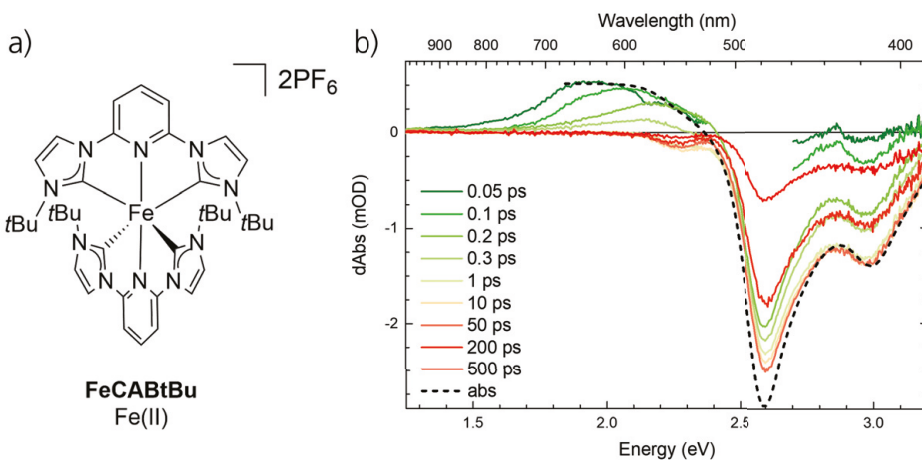 a)
2PF6
N
N
N
N
N
N
Fe
tBu
tBu
tBu
tBu
N
N
N
N
N
N
FeCABtBu
Fe(II)
b)
Wavelength (nm)
900 800 700 600 500 400
0
-1
-2
dAbs (mOD)
0.05 ps
0.1 ps
0.2 ps
0.3 ps
1 ps
10 ps
50 ps
200 ps
500 ps
abs
1.5 2.0 2.5 3.0
Energy (eV)